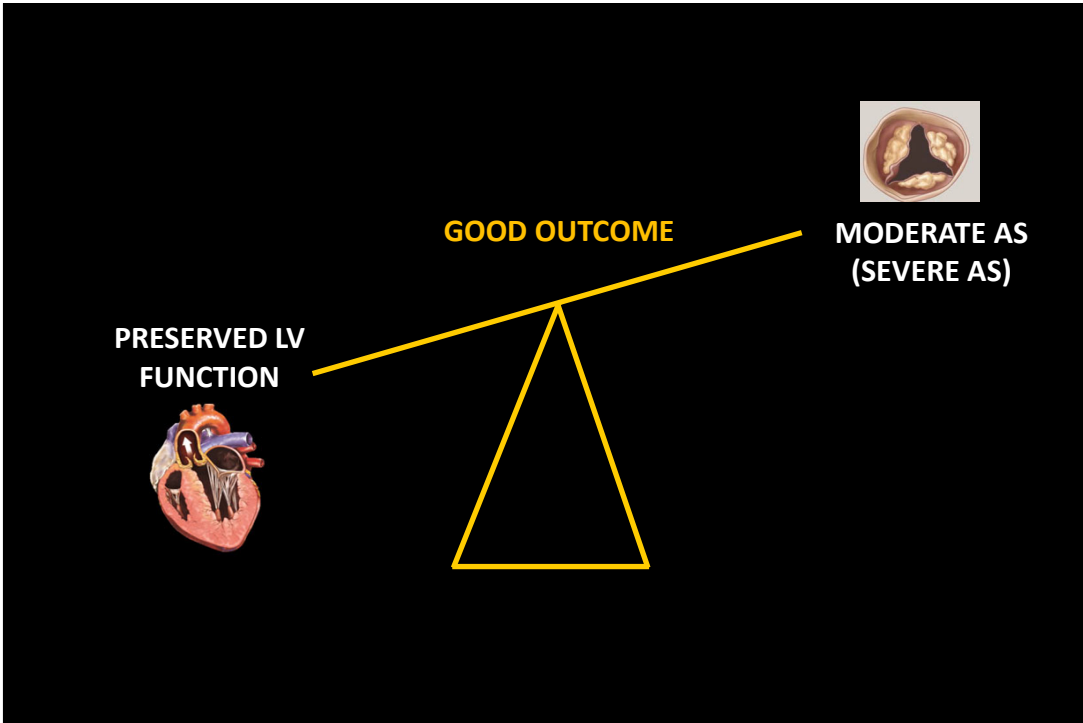 GOOD OUTCOME
MODERATE AS
(SEVERE AS)
PRESERVED LV
FUNCTION